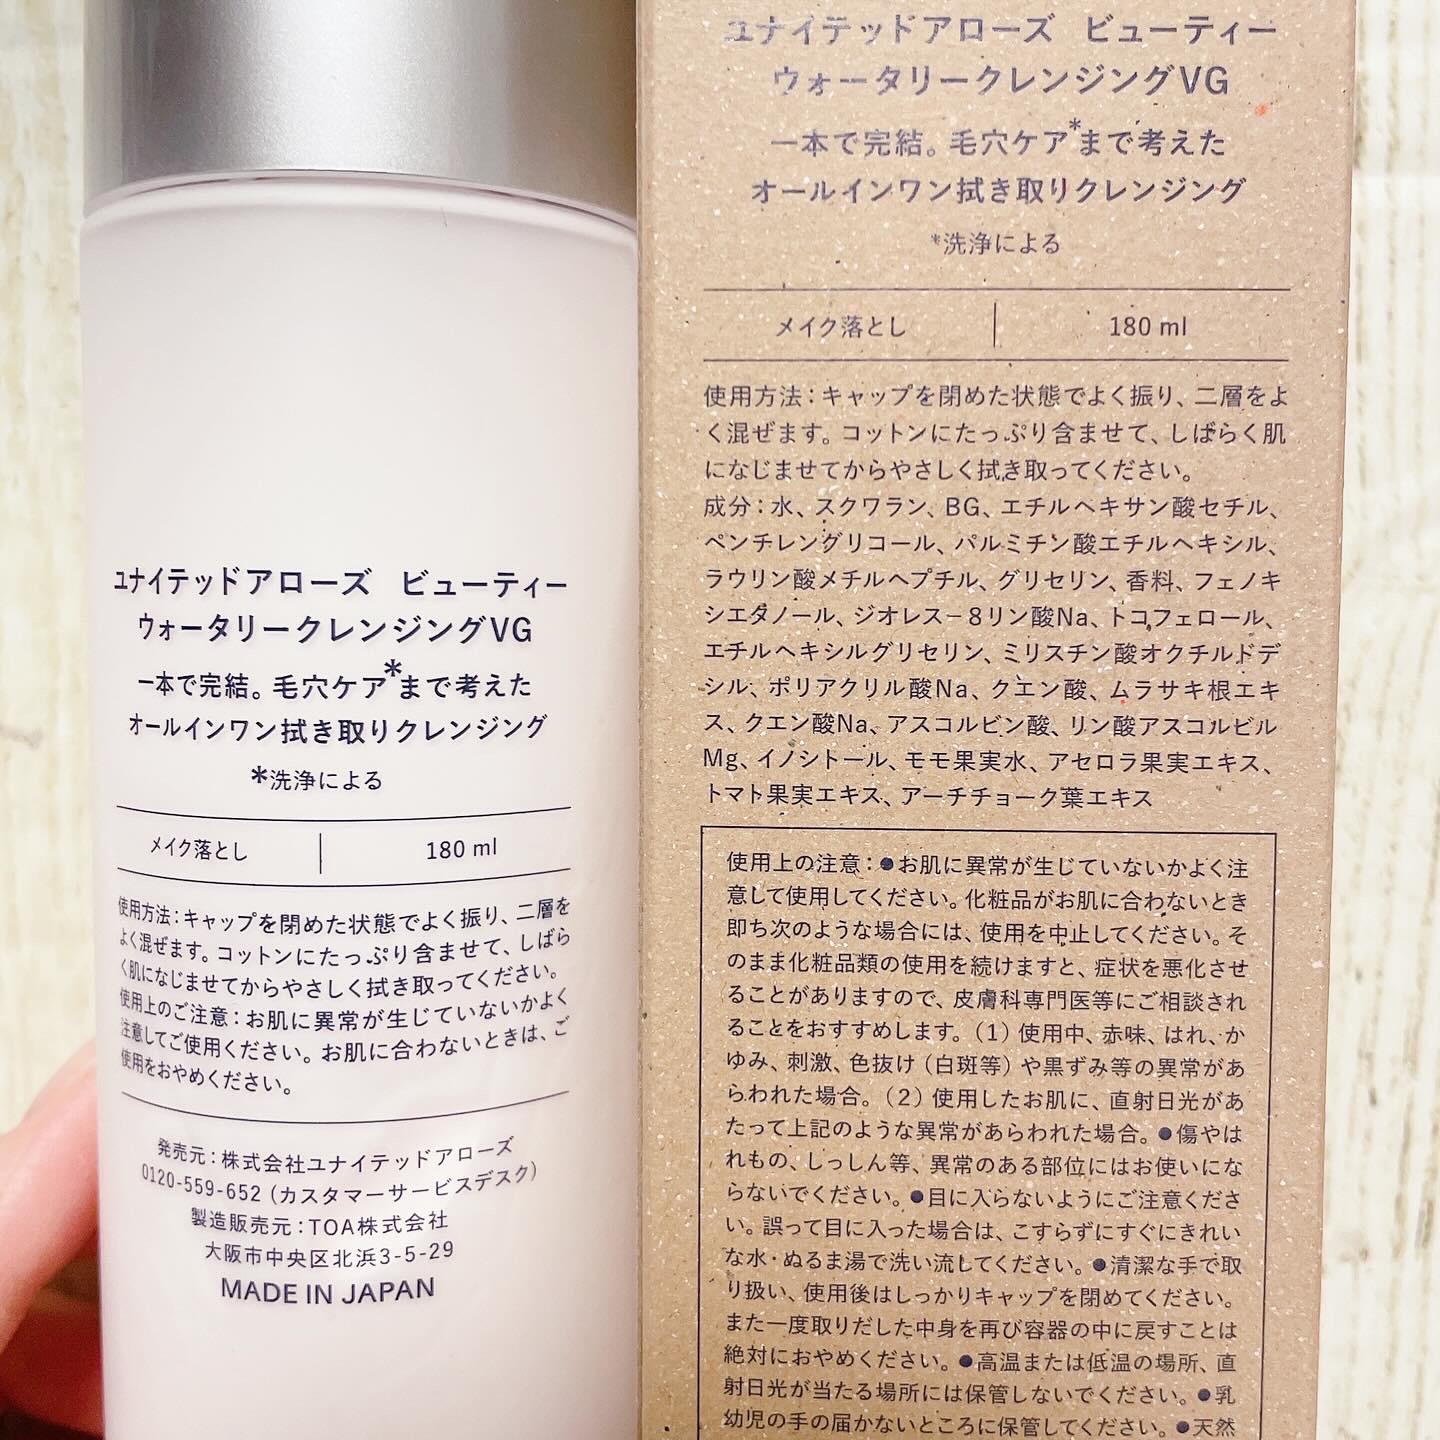 ユナイテッドアローズ ビューティー
ウォータリークレンジングVG
一本で完結。毛穴ケア*まで考えた
オールインワン拭き取りクレンジング
*洗浄による
メイク落とし 180 ml
使用方法：キャップを閉めた状態でよく振り、二層を
よく混ぜます。コットンにたっぷり含ませて、しばら
く肌になじませてからやさしく拭き取ってください。
使用上のご注意：お肌に異常が生じていないかよく
注意してご使用ください。お肌に合わないときは、ご
使用をおやめください。
発売元：株式会社ユナイテッドアローズ
0120-559-652（カスタマーサービスデスク）
製造販売元：TOA株式会社
大阪市中央区北浜3-5-29
MADE IN JAPAN
ユナイテッドアローズ ビューティー
ウォータリークレンジングVG
一本で完結。毛穴ケア*まで考えた
オールインワン拭き取りクレンジング
*洗浄による
メイク落とし 180 ml
使用方法：キャップを閉めた状態でよく振り、二層をよ
く混ぜます。コットンにたっぷり含ませて、しばらく肌
になじませてからやさしく拭き取ってください。
成分：水、スクワラン、BG、エチルヘキサン酸セチル、
ペンチレングリコール、パルミチン酸エチルヘキシル、
ラウリン酸メチルヘプチル、グリセリン、香料、フェノキ
シエタノール、ジオレス－8リン酸Na、トコフェロール、
エチルヘキシルグリセリン、ミリスチン酸オクチルドデ
シル、ポリアクリル酸Na、クエン酸、ムラサキ根エキ
ス、クエン酸Na、アスコルビン酸、リン酸アスコルビル
Mg、イノシトール、モモ果実水、アセロラ果実エキス、
トマト果実エキス、アーチチョーク葉エキス
使用上の注意：●お肌に異常が生じていないかよく注
意して使用してください。化粧品がお肌に合わないとき
即ち次のような場合には、使用を中止してください。そ
のまま化粧品類の使用を続けますと、症状を悪化させ
ることがありますので、皮膚科専門医等にご相談され
ることをおすすめします。（1）使用中、赤味、はれ、か
ゆみ、刺激、色抜け（白斑等）や黒ずみ等の異常があ
らわれた場合。（2）使用したお肌に、直射日光があ
たって上記のような異常があらわれた場合。●傷やは
れもの、しっしん等、異常のある部位にはお使いにな
らないでください。●目に入らないようにご注意くださ
い。誤って目に入った場合は、こすらずにすぐにきれい
な水・ぬるま湯で洗い流してください。●清潔な手で取
り扱い、使用後はしっかりキャップを閉めてください。
また一度取りだした中身を再び容器の中に戻すことは
絶対におやめください。●高温または低温の場所、直
射日光が当たる場所には保管しないでください。●乳
幼児の手の届かないところに保管してください。●天然